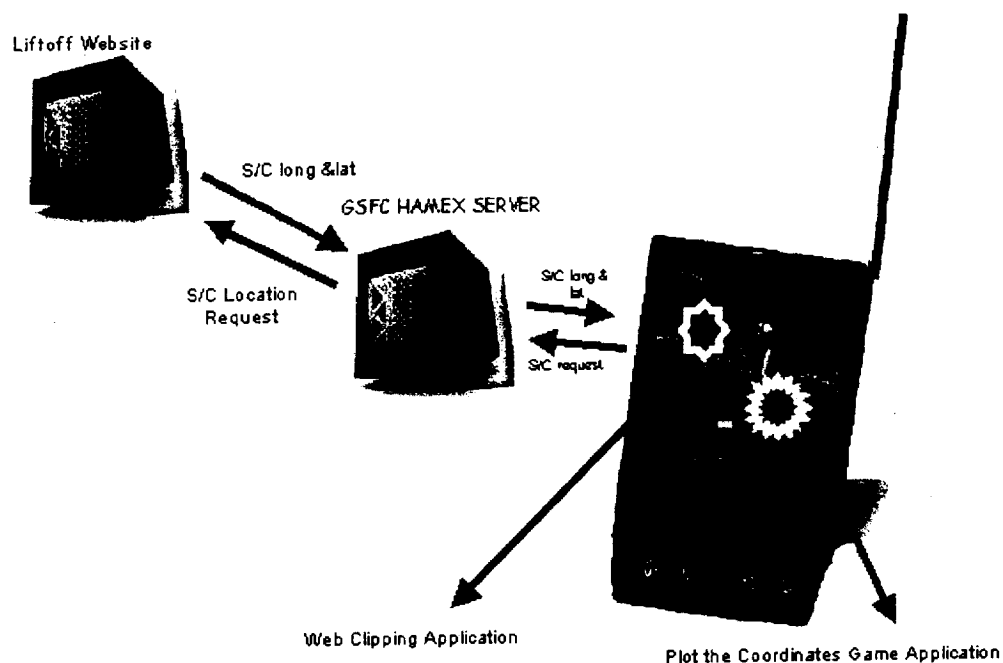 Liftoff Website
S/C long &lat
GSFC HAMEX SERVER
S/C Location
Request
S/C lang &
lat
S/C request
Web Clipping Application
Plot the Coordinates Game Application